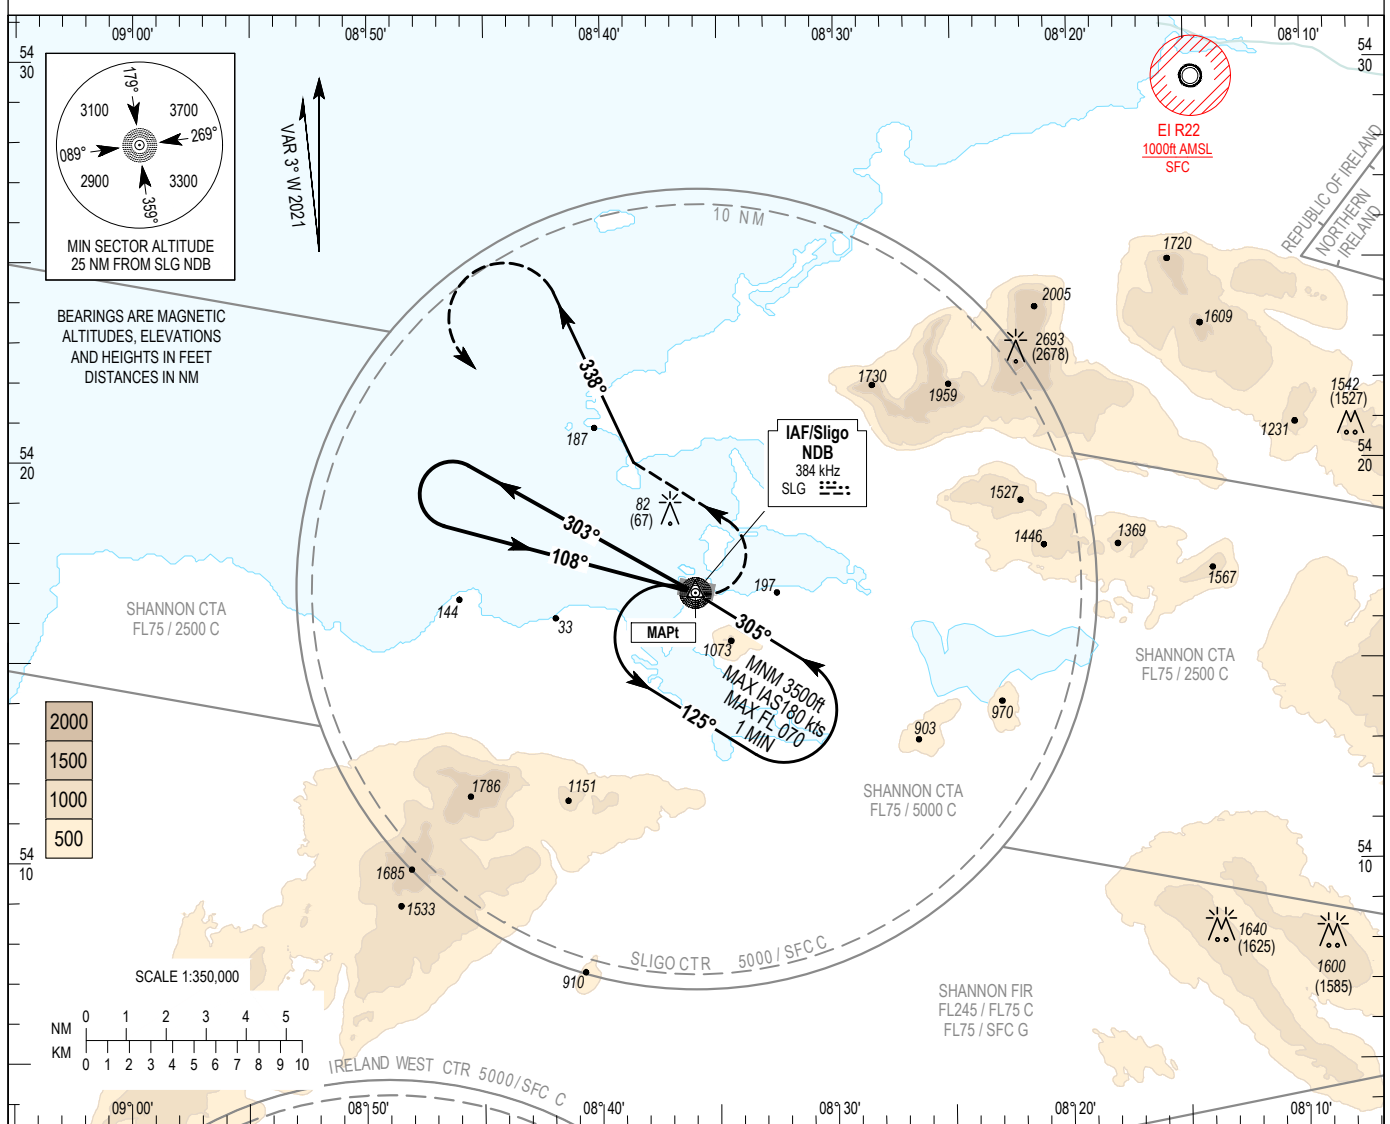 09°00'
08°50'
08°40'
08°30'
08°20'
08°10'
54
30
54
30
179°
3100
3700
269°
089°
2900
3300
359°
MIN SECTOR ALTITUDE
25 NM FROM SLG NDB
VAR 3° W 2021
BEARINGS ARE MAGNETIC
ALTITUDES, ELEVATIONS
AND HEIGHTS IN FEET
DISTANCES IN NM
EI R22
1000ft AMSL
SFC
REPUBLIC OF IRELAND
NORTHERN
IRELAND
10 NM
1720
2005
1609
2693
(2678)
1730
1959
1542
(1527)
1231
338°
187
IAF/Sligo
NDB
384 kHz
SLG
54
20
54
20
82
(67)
303°
108°
1527
1446
1369
1567
197
144
33
MAPt
305°
1073
125°
MNM 3500ft
MAX IAS180 kts
MAX FL 070
1 MIN
SHANNON CTA
FL75 / 2500 C
SHANNON CTA
FL75 / 2500 C
970
903
2000
1500
1000
500
1786
1151
SHANNON CTA
FL75 / 5000 C
54
10
54
10
1685
1533
910
SLIGO CTR 5000 / SFC C
1640
(1625)
1600
(1585)
SHANNON FIR
FL245 / FL75 C
FL75 / SFC G
SCALE 1:350,000
NM 0 1 2 3 4 5
KM 0 1 2 3 4 5 6 7 8 9 10
IRELAND WEST CTR 5000/ SFC C
09°00'
08°50'
08°40'
08°30'
08°20'
08°10'